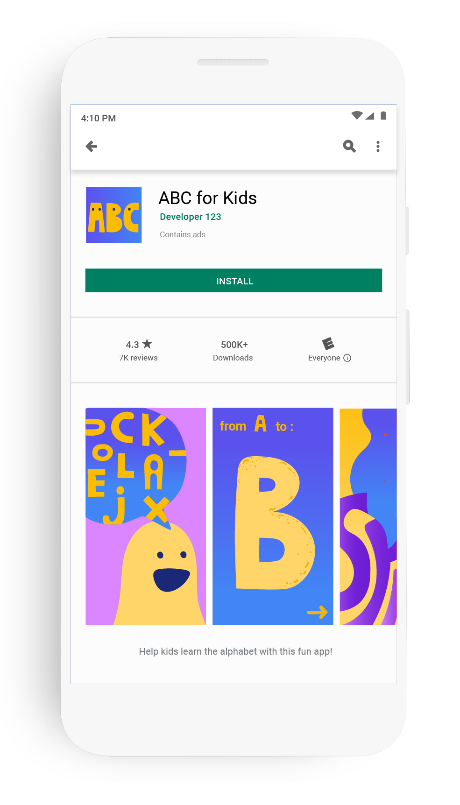 4:10 PM
ABC
ABC for Kids
Developer 123
Contains ads
INSTALL
4.3 ★
7K reviews
500K+
Downloads
E
Everyone
from A to :
B
Help kids learn the alphabet with this fun app!